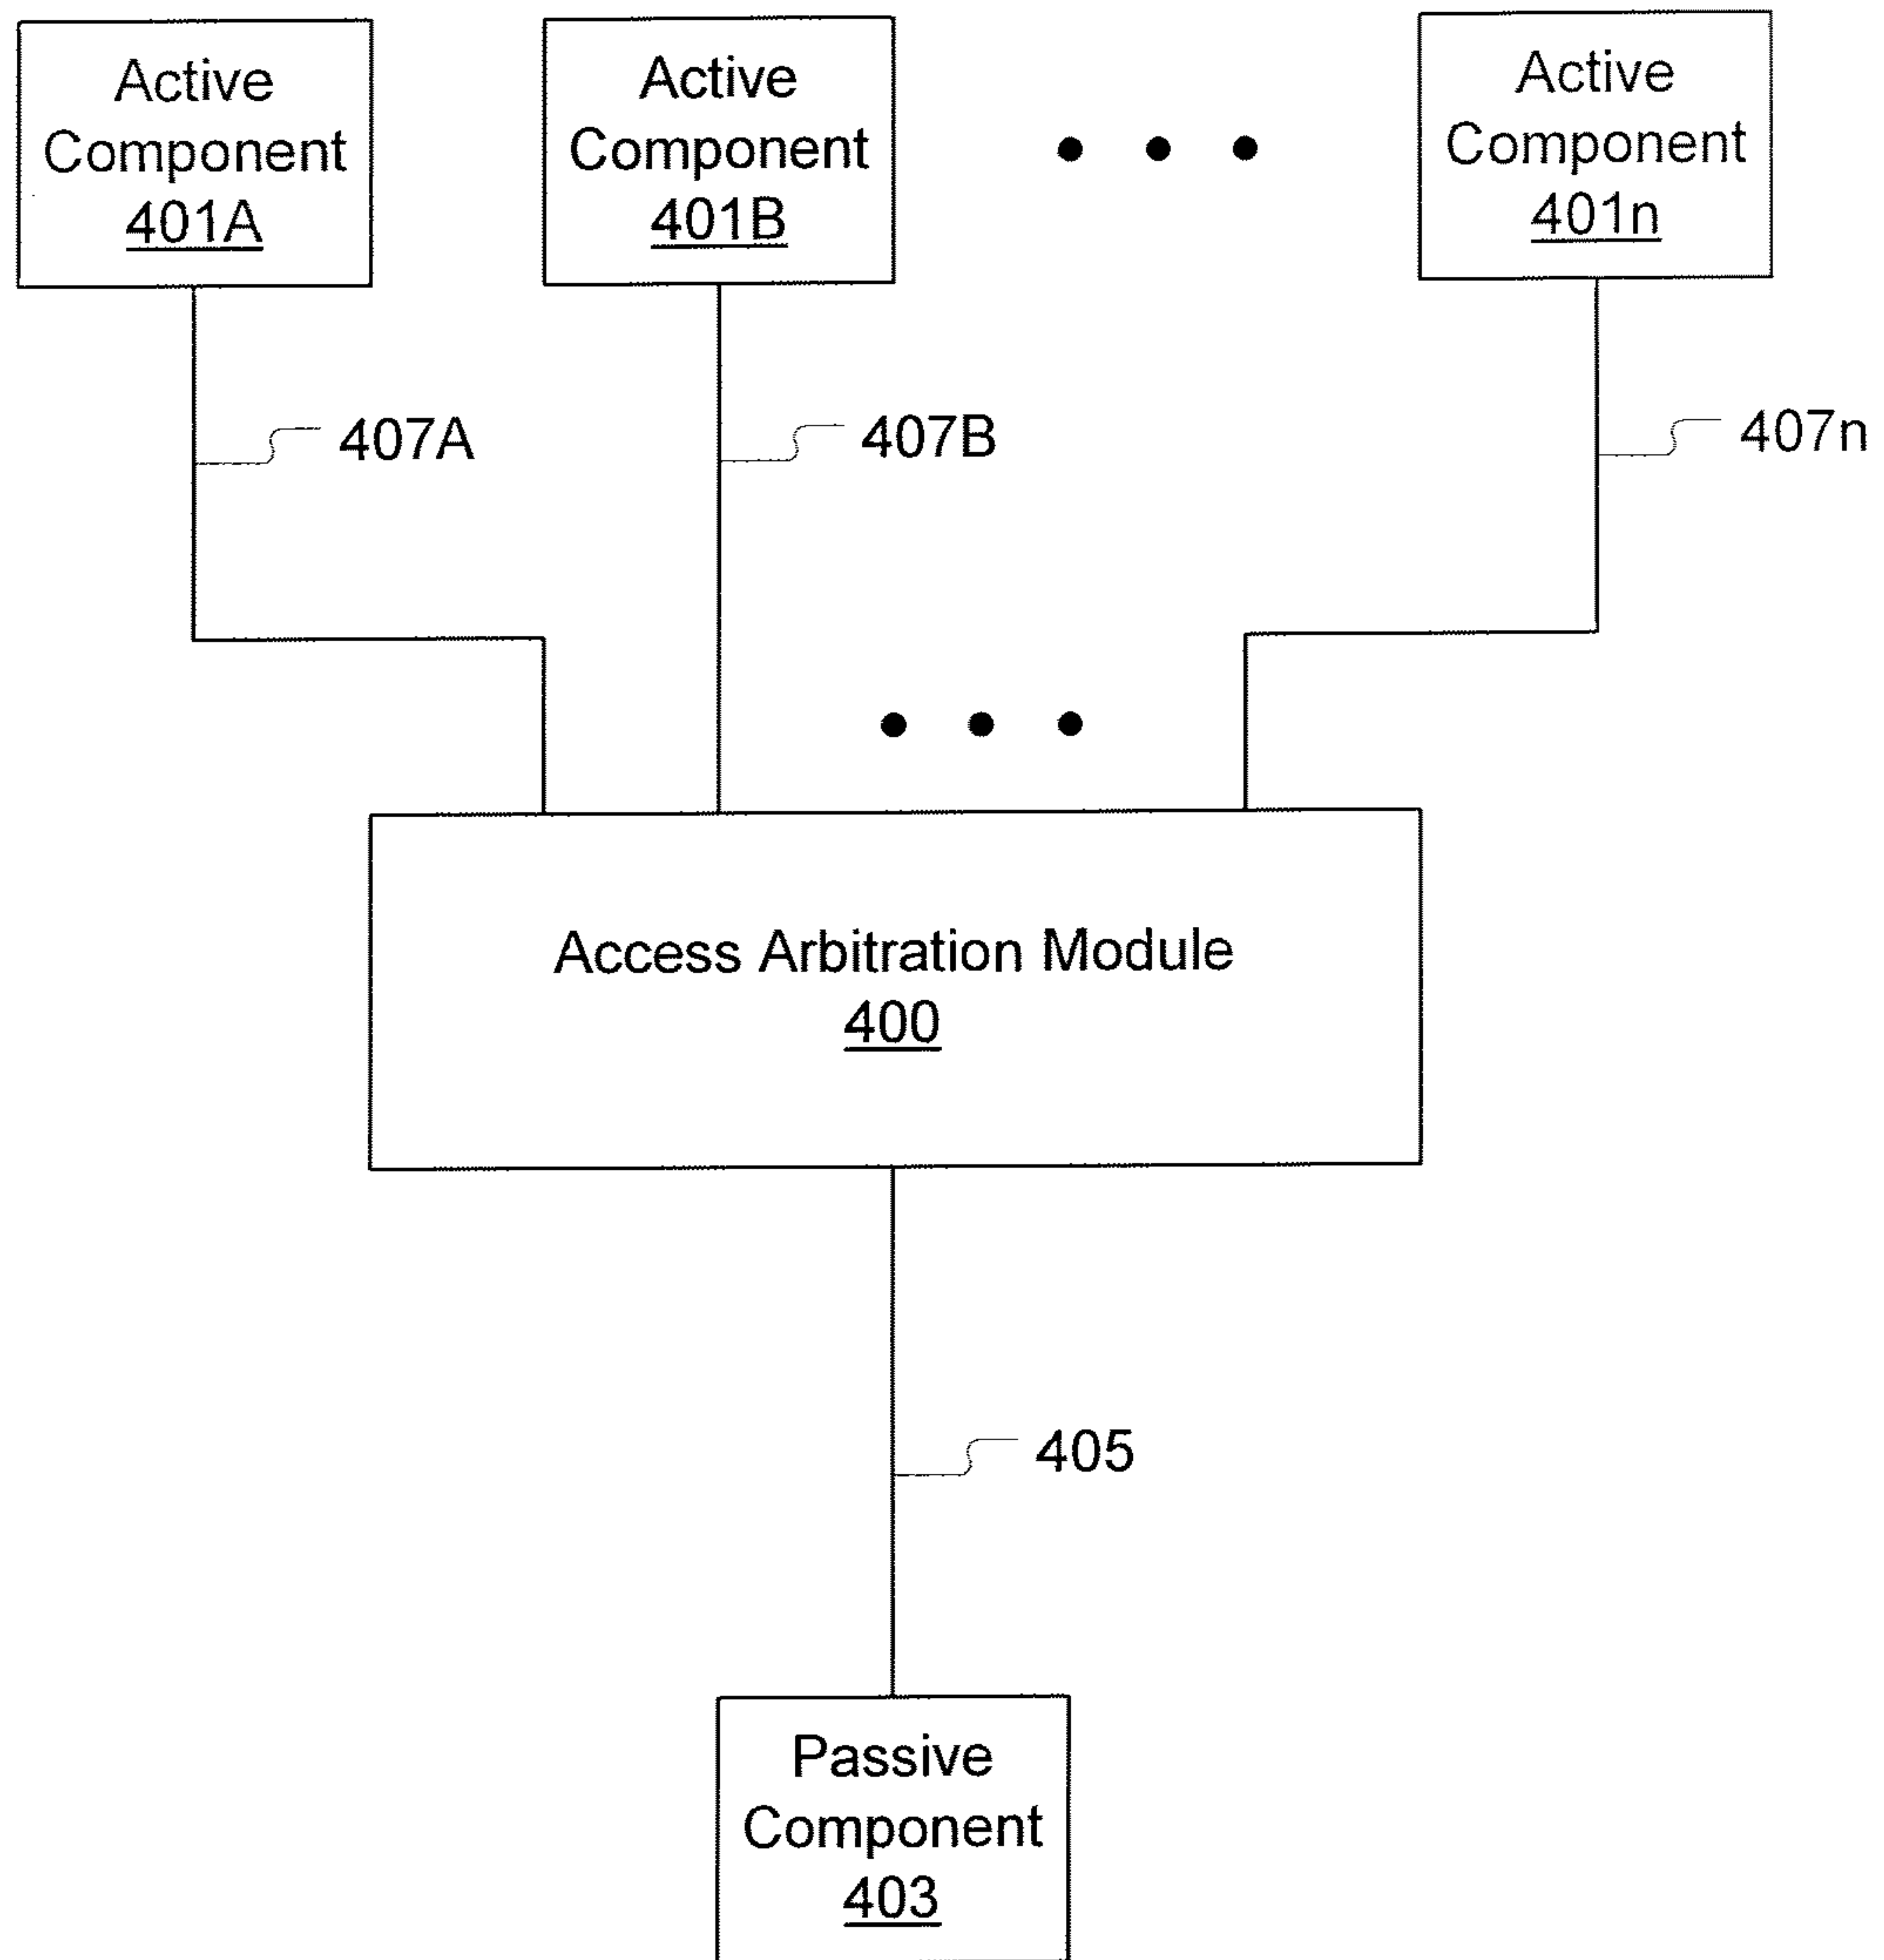 Active
Component
401A
Active
Component
401B
Active
Component
401n
407A
407B
407n
Access Arbitration Module
400
405
Passive
Component
403